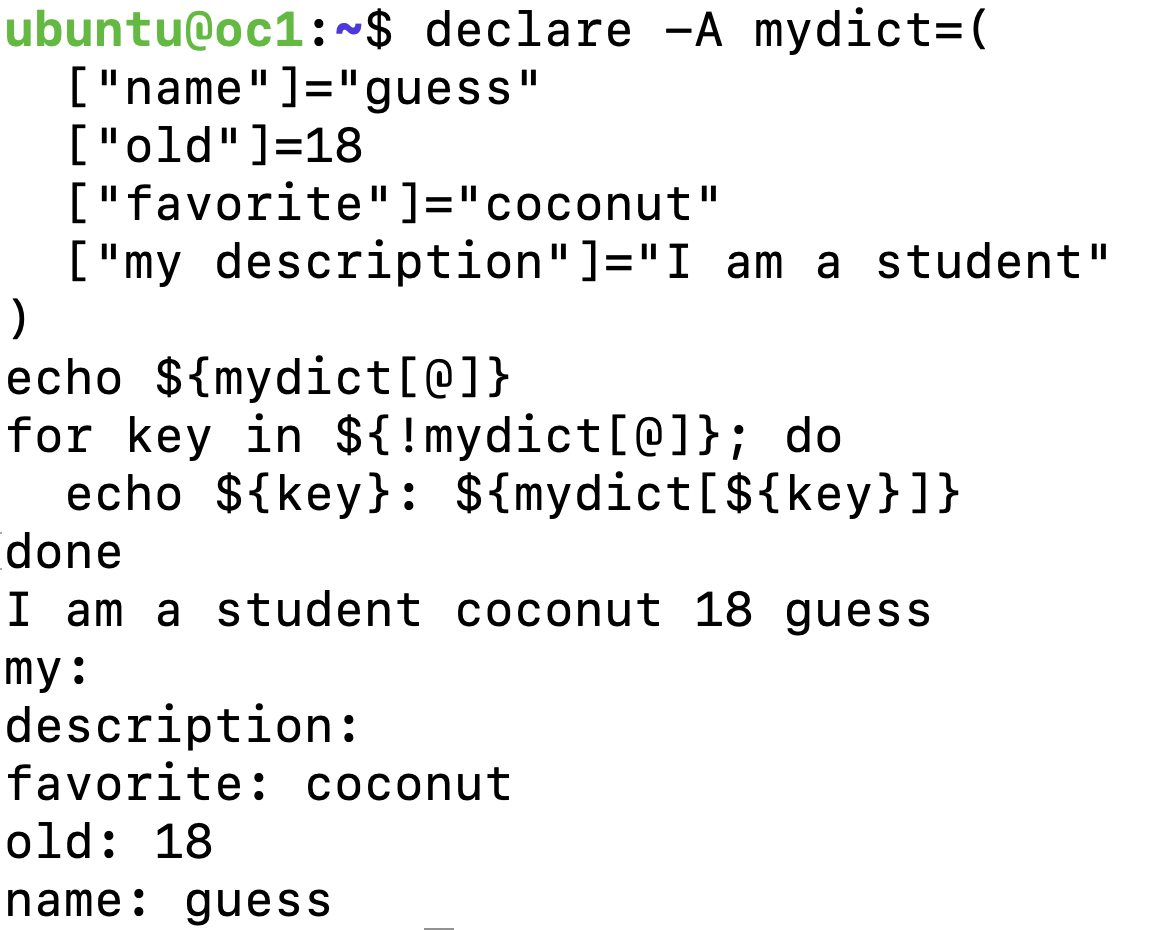 ubuntu@oc1:~$ declare -A mydict=(
  ["name"]="guess"
  ["old"]=18
  ["favorite"]="coconut"
  ["my description"]="I am a student"
)
echo ${mydict[@]}
for key in ${!mydict[@]}; do
  echo ${key}: ${mydict[${key}]}
done
I am a student coconut 18 guess
my:
description:
favorite: coconut
old: 18
name: guess